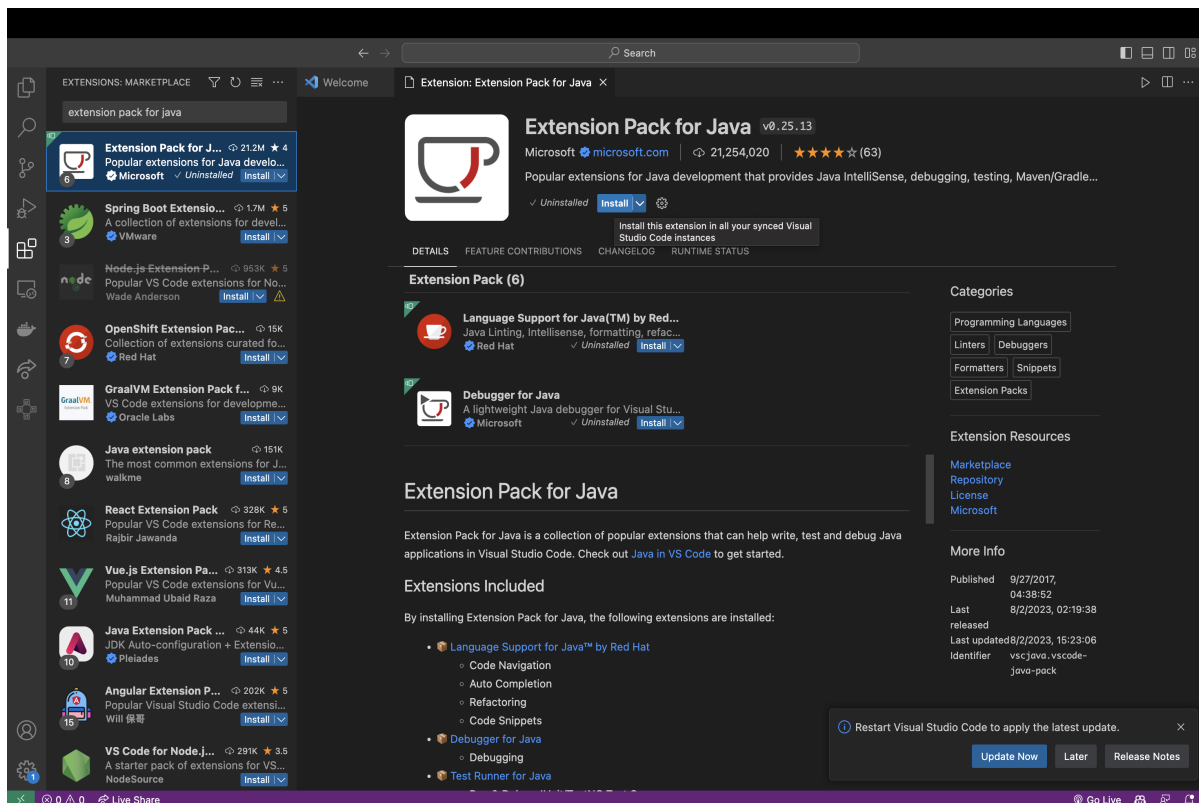 Search
EXTENSIONS: MARKETPLACE
Welcome
Extension: Extension Pack for Java
extension pack for java
Extension Pack for J... 21.2M ★ 4
Popular extensions for Java develo...
Microsoft ✓ Uninstalled Install
6
Spring Boot Extensio... 1.7M ★ 5
A collection of extensions for devel...
VMware Install
3
Node.js Extension P... 953K ★ 5
Popular VS Code extensions for No...
Wade Anderson Install
node
OpenShift Extension Pac... 15K
Collection of extensions curated fo...
Red Hat Install
7
GraalVM Extension Pack f... 9K
VS Code extensions for developme...
Oracle Labs Install
GraalVM
Java extension pack 151K
The most common extensions for J...
walkme Install
8
React Extension Pack 328K ★ 5
Popular VS Code extensions for Re...
Rajbir Jawanda Install
Vue.js Extension Pa... 313K ★ 4.5
Popular VS Code extensions for Vu...
Muhammad Ubaid Raza Install
11
Java Extension Pack ... 44K ★ 5
JDK Auto-configuration + Extensio...
Pleiades Install
10
Angular Extension P... 202K ★ 5
Popular Visual Studio Code extensi...
Will 保哥 Install
15
VS Code for Node.j... 291K ★ 3.5
A starter pack of extensions for VS...
NodeSource Install
1
Extension Pack for Java v0.25.13
Microsoft microsoft.com 21,254,020 ★★★★☆(63)
Popular extensions for Java development that provides Java IntelliSense, debugging, testing, Maven/Gradle...
✓ Uninstalled Install
Install this extension in all your synced Visual
Studio Code instances
DETAILS FEATURE CONTRIBUTIONS CHANGELOG RUNTIME STATUS
Extension Pack (6)
Language Support for Java(TM) by Red...
Java Linting, Intellisense, formatting, refac...
Red Hat ✓ Uninstalled Install
Debugger for Java
A lightweight Java debugger for Visual Stu...
Microsoft ✓ Uninstalled Install
Extension Pack for Java
Extension Pack for Java is a collection of popular extensions that can help write, test and debug Java
applications in Visual Studio Code. Check out Java in VS Code to get started.
Extensions Included
By installing Extension Pack for Java, the following extensions are installed:
• Language Support for Java™ by Red Hat
◦ Code Navigation
◦ Auto Completion
◦ Refactoring
◦ Code Snippets
• Debugger for Java
◦ Debugging
• Test Runner for Java
Categories
Programming Languages
Linters Debuggers
Formatters Snippets
Extension Packs
Extension Resources
Marketplace
Repository
License
Microsoft
More Info
Published 9/27/2017,
04:38:52
Last 8/2/2023, 02:19:38
released
Last updated 8/2/2023, 15:23:06
Identifier vscjava.vscode-
java-pack
Restart Visual Studio Code to apply the latest update.
Update Now Later Release Notes
0 0 Live Share
Go Live